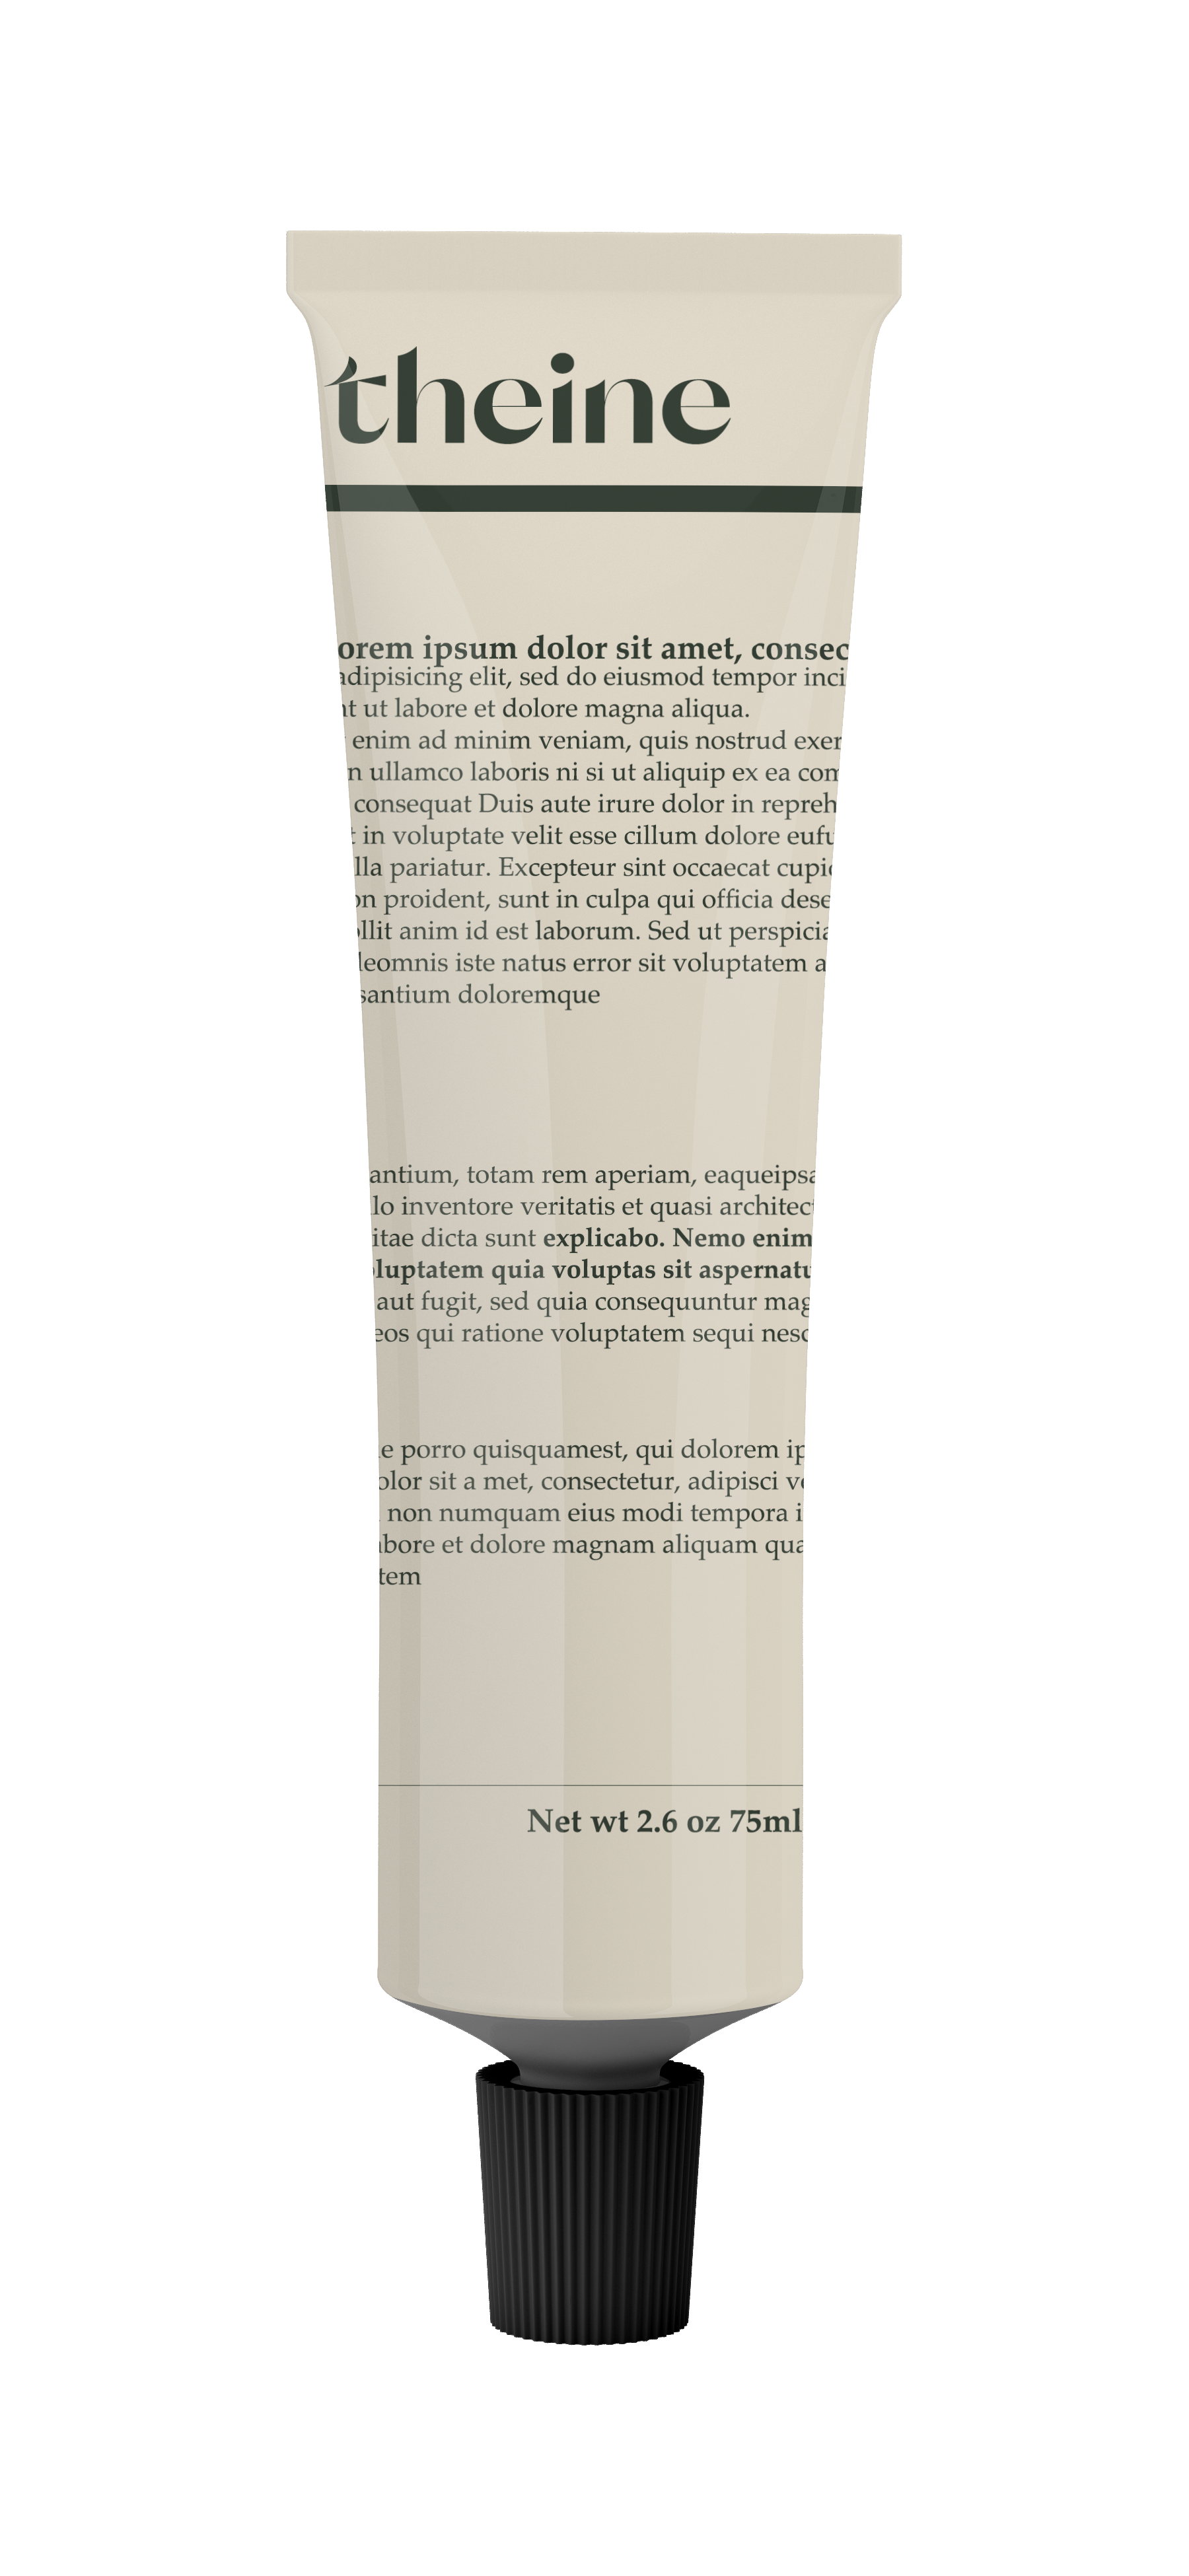 theine
orem ipsum dolor sit amet, consec
adipisicing elit, sed do eiusmod tempor inci
nt ut labore et dolore magna aliqua.
enim ad minim veniam, quis nostrud exer
n ullamco laboris ni si ut aliquip ex ea com
consequat Duis aute irure dolor in repreh
t in voluptate velit esse cillum dolore eufu
lla pariatur. Excepteur sint occaecat cupid
on proident, sunt in culpa qui officia dese
ollit anim id est laborum. Sed ut perspicia
leomnis iste natus error sit voluptatem a
santium doloremque
antium, totam rem aperiam, eaqueipsa
llo inventore veritatis et quasi architect
itae dicta sunt explicabo. Nemo enim
oluptatem quia voluptas sit aspernatu
aut fugit, sed quia consequuntur mag
eos qui ratione voluptatem sequi nesc
e porro quisquamest, qui dolorem ip
olor sit a met, consectetur, adipisci ve
non numquam eius modi tempora i
abore et dolore magnam aliquam qua
tem
Net wt 2.6 oz 75ml